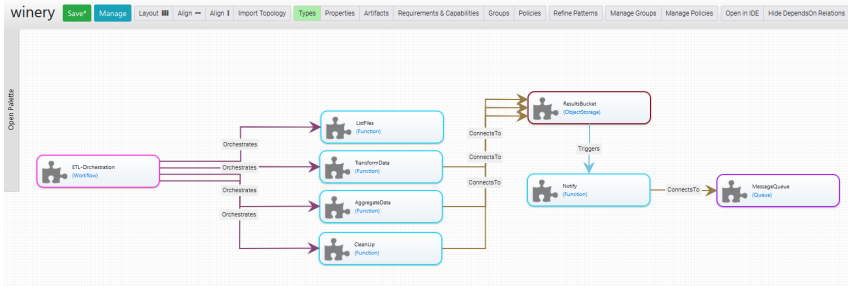 winery Save* Manage Layout Align Align Import Topology Types Properties Artifacts Requirements & Capabilities Groups Policies Refine Patterns Manage Groups Manage Policies Open in IDE Hide DependsOn Relations
Open Palette
ETL-Orchestration
(Workflow)
Orchestrates
Orchestrates
Orchestrates
Orchestrates
ListFiles
(Function)
TransformData
(Function)
AggregateData
(Function)
CleanUp
(Function)
ConnectsTo
ConnectsTo
ConnectsTo
ResultsBucket
(ObjectStorage)
Triggers
Notify
(Function)
ConnectsTo
MessageQueue
(Queue)